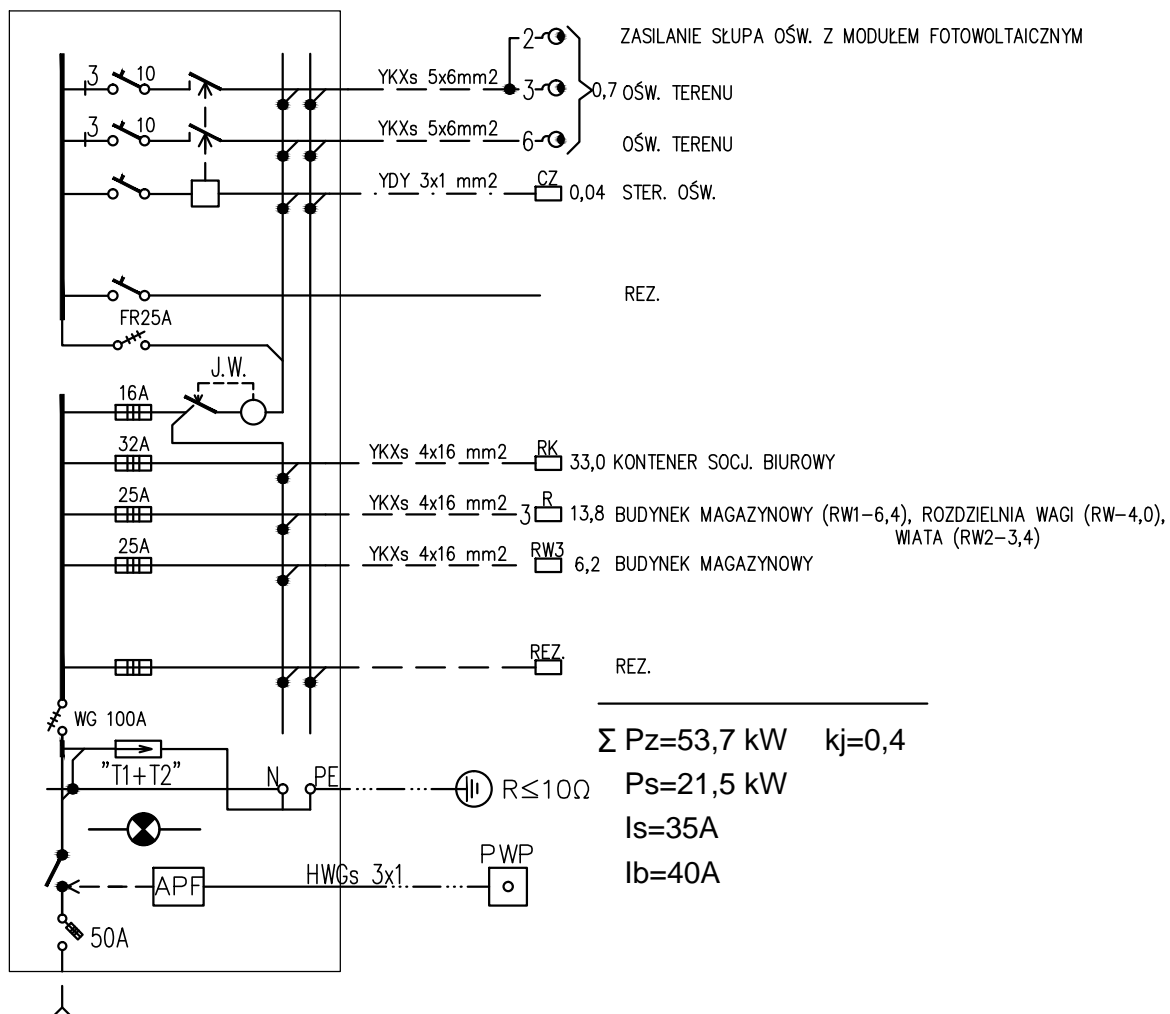 2 ZASILANIE SŁUPA OŚW. Z MODUŁEM FOTOWOLTAICZNYM
3 10 YKXs 5x6mm2 3 0,7 OŚW. TERENU
3 10 YKXs 5x6mm2 6 OŚW. TERENU
YDY 3x1 mm2 CZ 0,04 STER. OŚW.
REZ.
FR25A
J.W.
16A
32A YKXs 4x16 mm2 RK 33,0 KONTENER SOCJ. BIUROWY
25A YKXs 4x16 mm2 3 R 13,8 BUDYNEK MAGAZYNOWY (RW1-6,4), ROZDZIELNIA WAGI (RW-4,0),
WIATA (RW2-3,4)
25A YKXs 4x16 mm2 RW3 6,2 BUDYNEK MAGAZYNOWY
REZ. REZ.
WG 100A
Σ Pz=53,7 kW kj=0,4
"T1+T2" N PE R≤10Ω
Ps=21,5 kW
Is=35A
Ib=40A
APF HWGs 3x1 PWP
50A